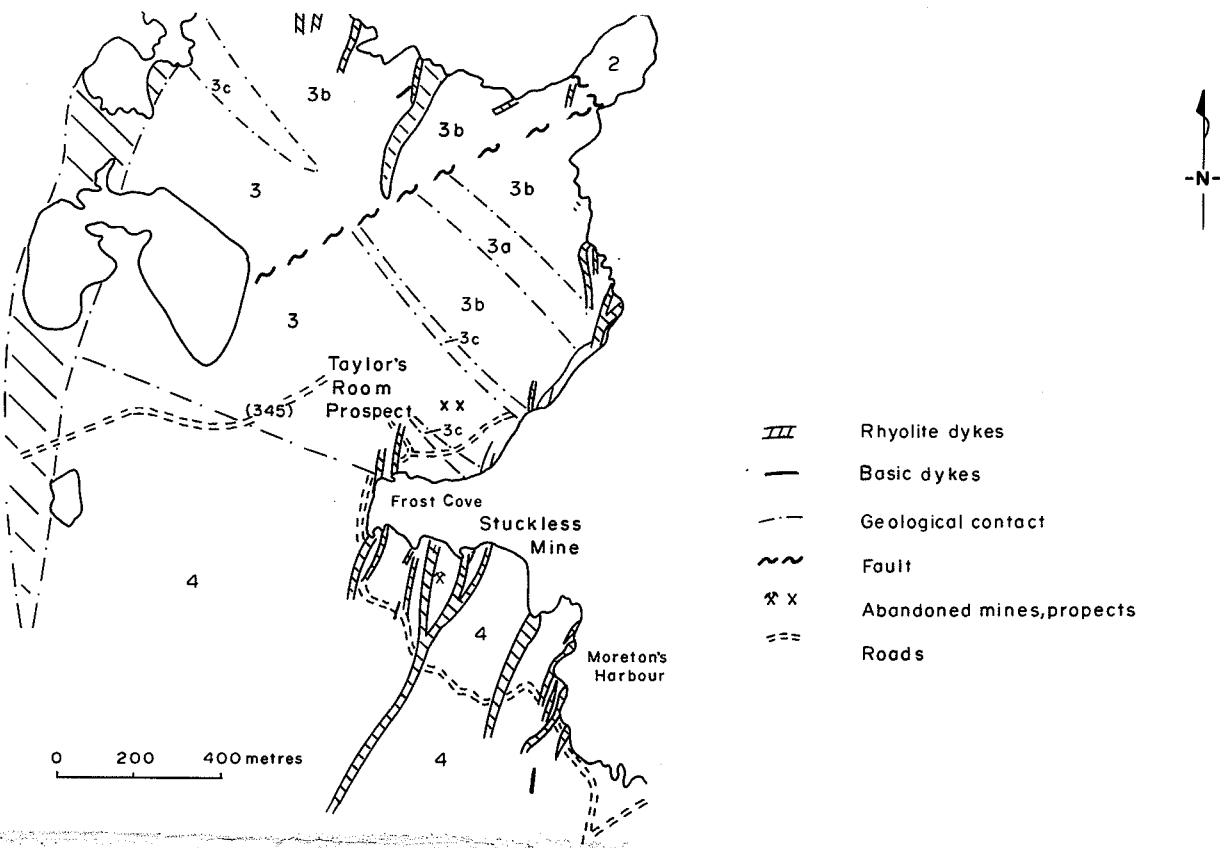 2
3c
3b
3b
-N-
3b
3
3a
3b
3
3c
Taylor's
Room
Prospect
x x
(345)
3c
Rhyolite dykes
Basic dykes
Frost Cove
Geological contact
Stuckless
Mine
Fault
4
x
Abandoned mines,propects
4
Roads
Moreton's
Harbour
0 200 400 metres
4